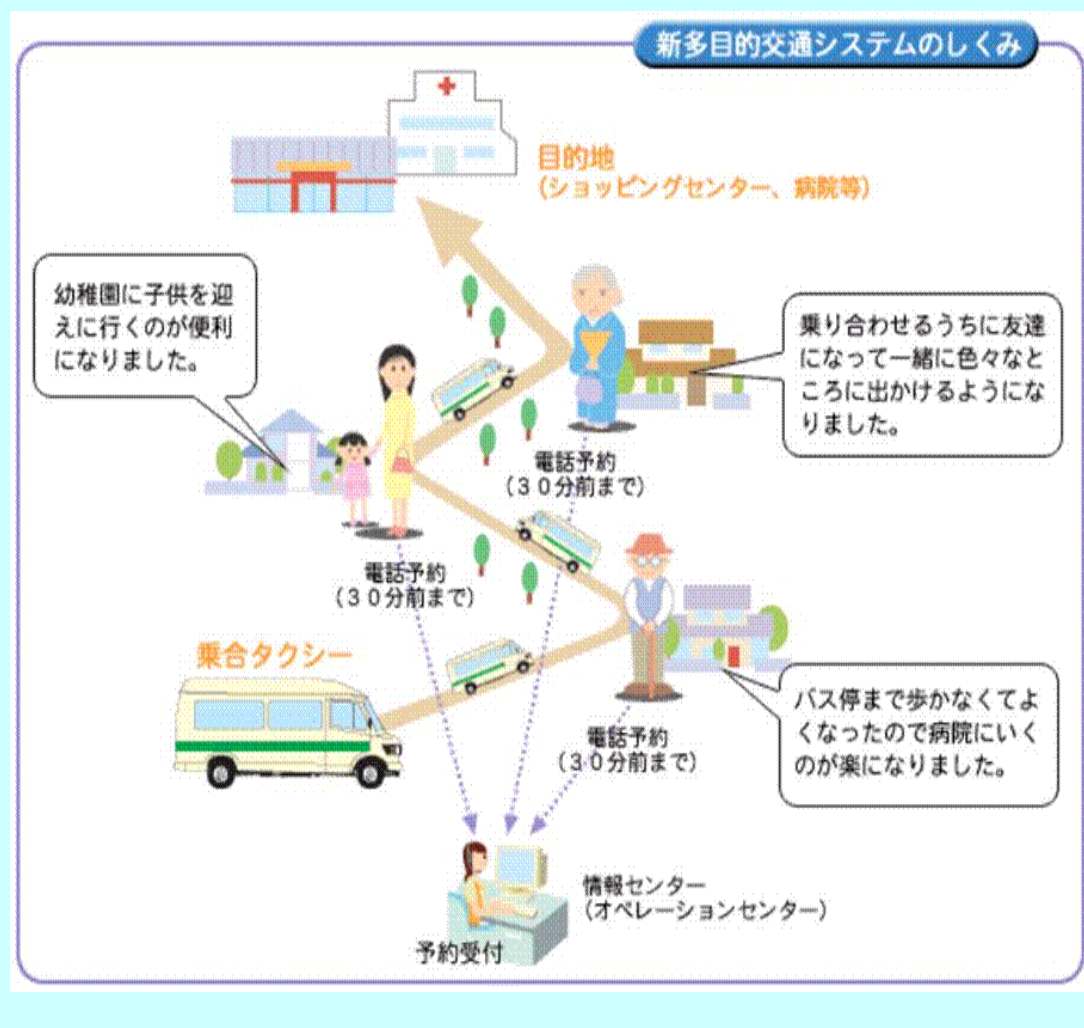 新多目的交通システムのしくみ
目的地
(ショッピングセンター、病院等)
幼稚園に子供を迎
えに行くのが便利
になりました。
乗り合わせるうちに友達
になって一緒に色々なと
ころに出かけるようにな
りました。
電話予約
(30分前まで)
電話予約
(30分前まで)
乗合タクシー
バス停まで歩かなくてよ
くなったので病院にいく
のが楽になりました。
電話予約
(30分前まで)
情報センター
(オペレーションセンター)
予約受付